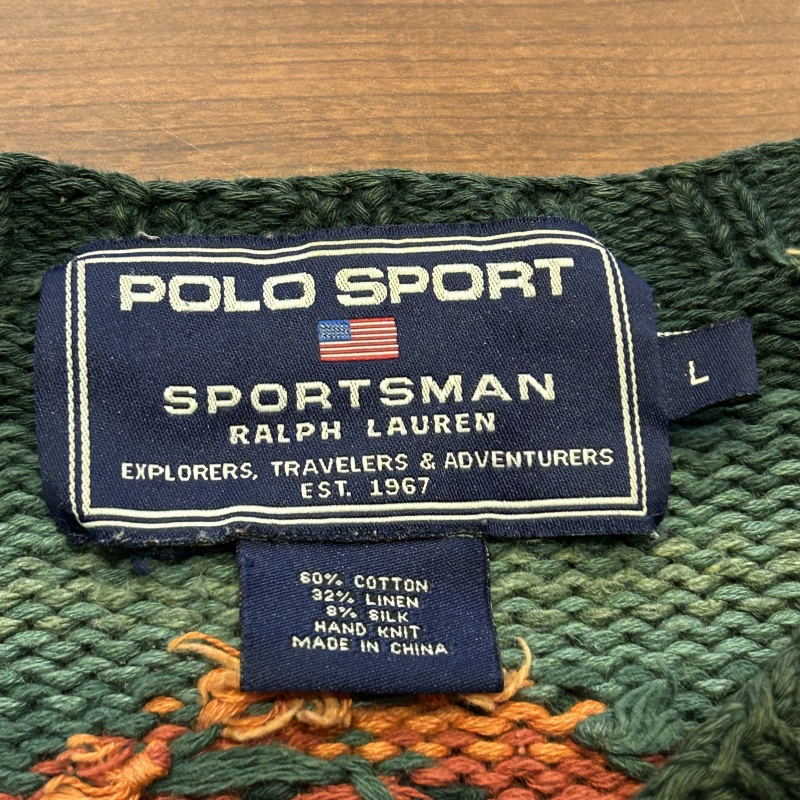 POLO SPORT
SPORTSMAN
L
RALPH LAUREN
EXPLORERS, TRAVELERS & ADVENTURERS
EST. 1967
60% COTTON
32% LINEN
8% SILK
HAND KNIT
MADE IN CHINA